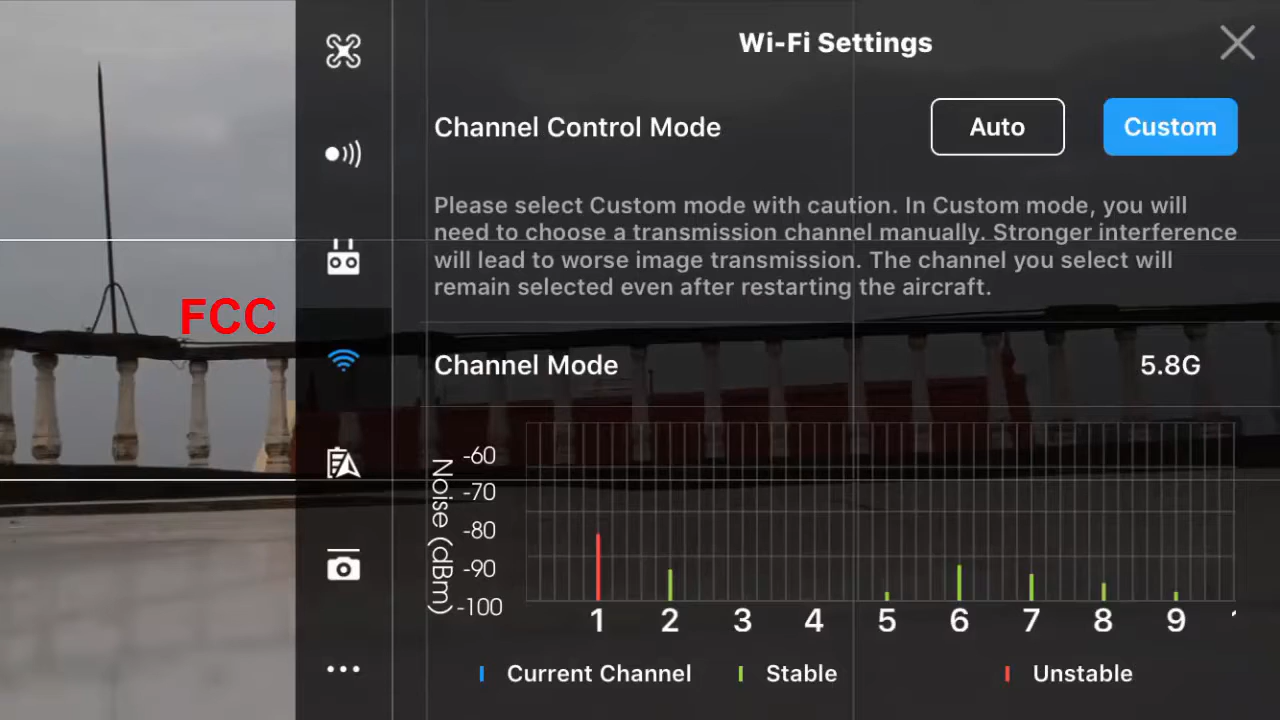 Wi-Fi Settings
Channel Control Mode
Auto
Custom
Please select Custom mode with caution. In Custom mode, you will
need to choose a transmission channel manually. Stronger interference
will lead to worse image transmission. The channel you select will
remain selected even after restarting the aircraft.
FCC
Channel Mode
5.8G
Noise (dBm)
-60
-70
-80
-90
-100
1 2 3 4 5 6 7 8 9
Current Channel
Stable
Unstable